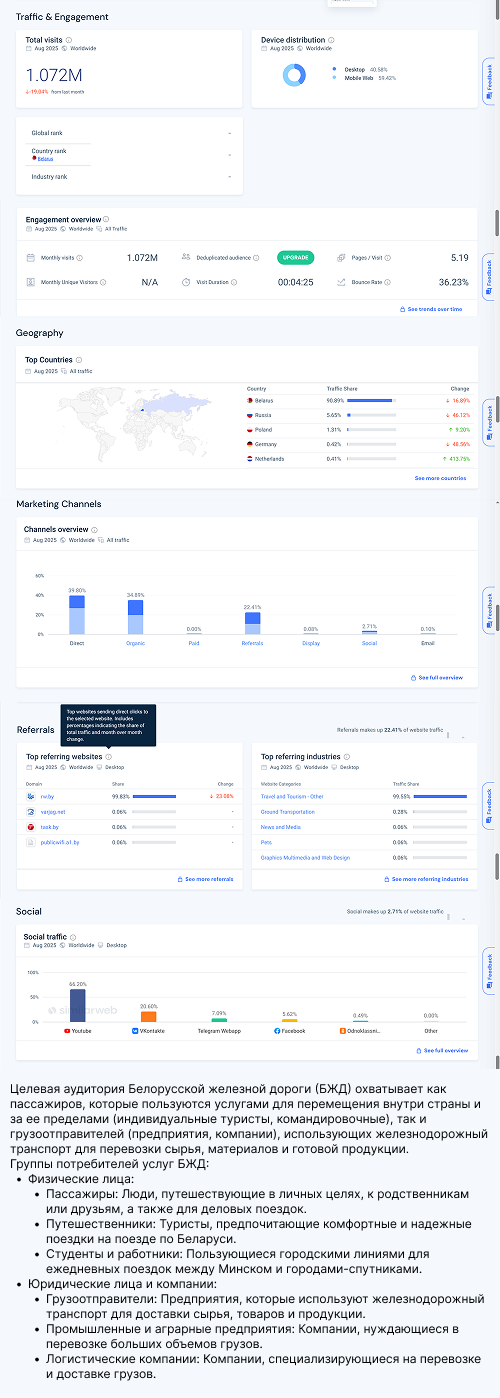 Traffic & Engagement
Total visits
Aug 2025 Worldwide
1.072M
19.04% from last month
Device distribution
Aug 2025 Worldwide
Desktop 40.58%
Mobile Web 59.42%
Feedback
Global rank -
Country rank -
Belarus
Industry rank -
Engagement overview
Aug 2025 Worldwide All Traffic
Monthly visits 1.072M
Deduplicated audience UPGRADE
Pages / Visit 5.19
Monthly Unique Visitors N/A
Visit Duration 00:04:25
Bounce Rate 36.23%
Feedback
See trends over time
Geography
Top Countries
Aug 2025 All traffic
Country Traffic Share Change
Belarus 90.89% 16.89%
Russia 5.65% 46.12%
Poland 1.31% 9.20%
Germany 0.42% 48.56%
Netherlands 0.41% 413.75%
Feedback
See more countries
Marketing Channels
Channels overview
Aug 2025 Worldwide All traffic
60%
40%
20%
0%
39.80%
34.89%
0.00%
22.41%
0.08%
2.71%
0.10%
Direct Organic Paid Referrals Display Social Email
Feedback
See full overview
Top websites sending direct clicks to
the selected website. Includes
percentages indicating the share of
total traffic and month over month
change.
Referrals
Referrals makes up 22.41% of website traffic
Top referring websites
Aug 2025 Worldwide Desktop
Domain Share Change
rw.by 99.83% 23.08%
varjag.net 0.06% -
task.by 0.06% -
publicwifi.a1.by 0.06% -
See more referrals
Top referring industries
Aug 2025 Worldwide Desktop
Website Categories Traffic Share
Travel and Tourism - Other 99.55%
Ground Transportation 0.28%
News and Media 0.06%
Pets 0.06%
Graphics Multimedia and Web Design 0.06%
Feedback
See more referring industries
Social
Social makes up 2.71% of website traffic
Social traffic
Aug 2025 Worldwide Desktop
100%
50%
0%
66.20%
20.60%
7.09%
5.62%
0.49%
0.00%
similarweb
Youtube VKontakte Telegram Webapp Facebook Odnoklassni... Other
Feedback
See full overview
Целевая аудитория Белорусской железной дороги (БЖД) охватывает как
пассажиров, которые пользуются услугами для перемещения внутри страны и
за ее пределами (индивидуальные туристы, командировочные), так и
грузоотправителей (предприятия, компании), использующих железнодорожный
транспорт для перевозки сырья, материалов и готовой продукции.
Группы потребителей услуг БЖД:
• Физические лица:
• Пассажиры: Люди, путешествующие в личных целях, к родственникам
или друзьям, а также для деловых поездок.
• Путешественники: Туристы, предпочитающие комфортные и надежные
поездки на поезде по Беларуси.
• Студенты и работники: Пользующиеся городскими линиями для
ежедневных поездок между Минском и городами-спутниками.
• Юридические лица и компании:
• Грузоотправители: Предприятия, которые используют железнодорожный
транспорт для доставки сырья, товаров и продукции.
• Промышленные и аграрные предприятия: Компании, нуждающиеся в
перевозке больших объемов грузов.
• Логистические компании: Компании, специализирующиеся на перевозке
и доставке грузов.